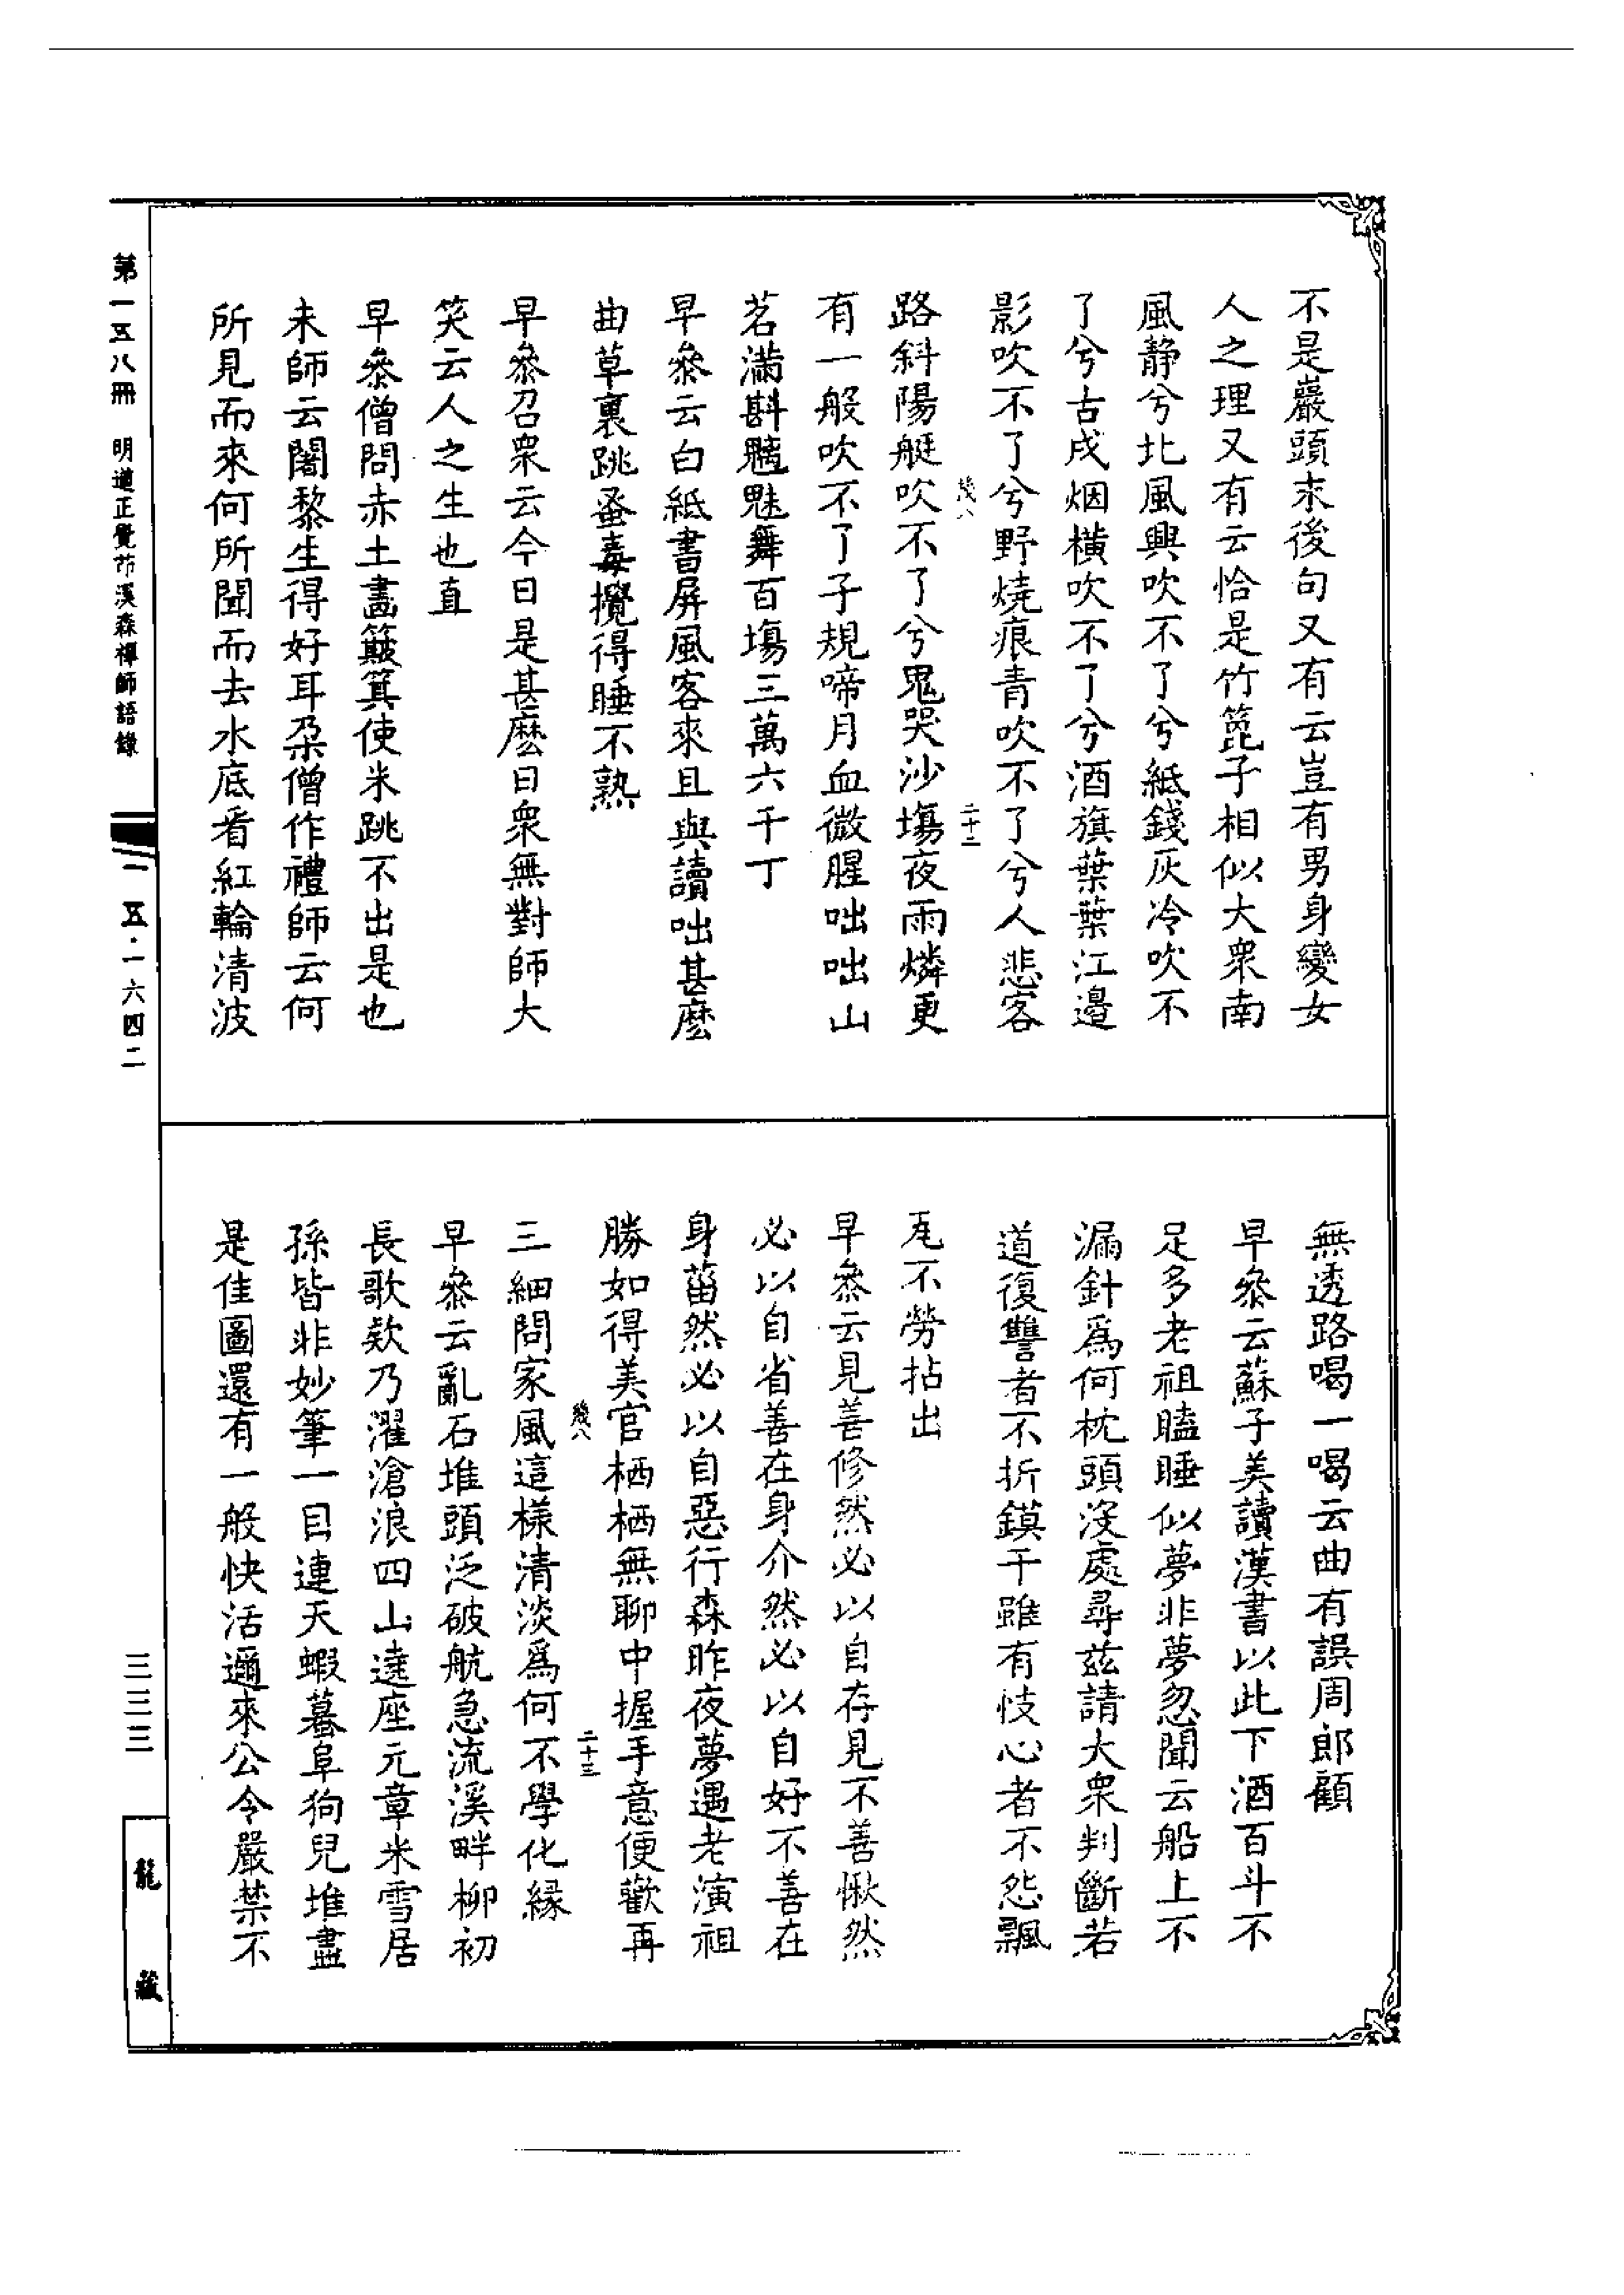 不是巖頭末後句又有云豈有男身變女
人之理又有云恰是竹篦子相似大衆南
風静兮北風興吹不了兮紙錢灰冷吹不
了兮古戍烟橫吹不了兮酒旗葉葉江邉
影吹不了兮野燒痕青吹不了兮人悲客
幾八
二十二
路斜陽艇吹不了兮鬼哭沙塲夜雨燐更
有一般吹不了子規啼月血微腥咄咄山
茗滿斟魑魅舞百塲三萬六千丁
早叅云白紙書屏風客來且與讀咄甚麽
曲草裏跳蚤毒攪得睡不熟
早叅召衆云今日是甚麽日衆無對師大
笑云人之生也直
早叅僧問赤土畵簸箕使米跳不出是也
未師云闍黎生得好耳朶僧作禮師云何
所見而來何所聞而去水底看紅輪清波
無透路喝一喝云曲有誤周郎顧
早叅云蘇子美讀漢書以此下酒百斗不
足多老祖瞌睡似夢非夢忽聞云船上不
漏針爲何枕頭沒處尋茲請大衆判斷若
道復讐者不折鏌干雖有忮心者不怨飄
瓦不勞拈出
早叅云見善修然必以自存見不善愀然
必以自省善在身介然必以自好不善在
身菑然必以自惡行森昨夜夢遇老演祖
勝如得美官栖栖無聊中握手意便歡再
幾八
二十三
三細問家風這樣清淡爲何不學化縁
早叅云亂石堆頭泛破航急流溪畔柳初
長歌欸乃濯滄浪四山遶座元章米雪居
孫皆非妙筆一目連天蝦蟇阜狗兒堆盡
是佳圖還有一般快活邇來公令嚴禁不
第一五八冊
明道正覺䒢溪森禪師語錄
一五·一六四二
三三三
龍藏